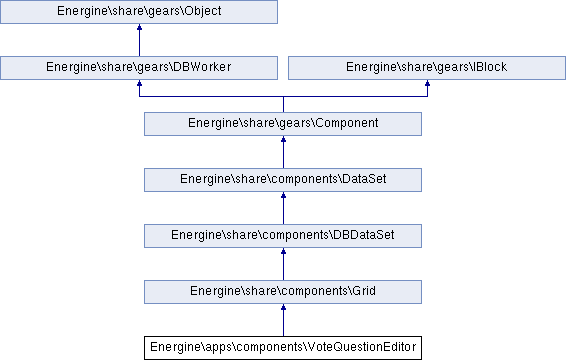 Energine\share\gears\Object
Energine\share\gears\DBWorker
Energine\share\gears\IBlock
Energine\share\gears\Component
Energine\share\components\DataSet
Energine\share\components\DBDataSet
Energine\share\components\Grid
Energine\apps\components\VoteQuestionEditor